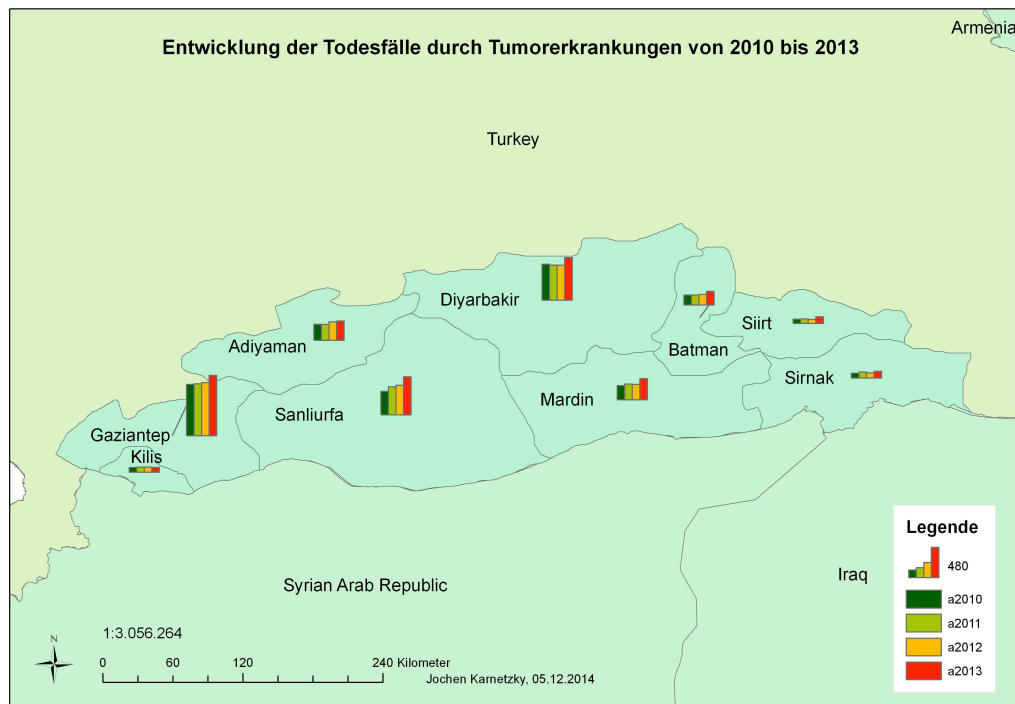 Armenia
Entwicklung der Todesfälle durch Tumorerkrankungen von 2010 bis 2013
Turkey
Diyarbakir
Siirt
Adiyaman
Batman
Sirnak
Mardin
Sanliurfa
Gaziantep
Kilis
Legende
480
a2010
a2011
a2012
a2013
Iraq
Syrian Arab Republic
N
1:3.056.264
0 60 120 240 Kilometer
Jochen Karnetzky, 05.12.2014